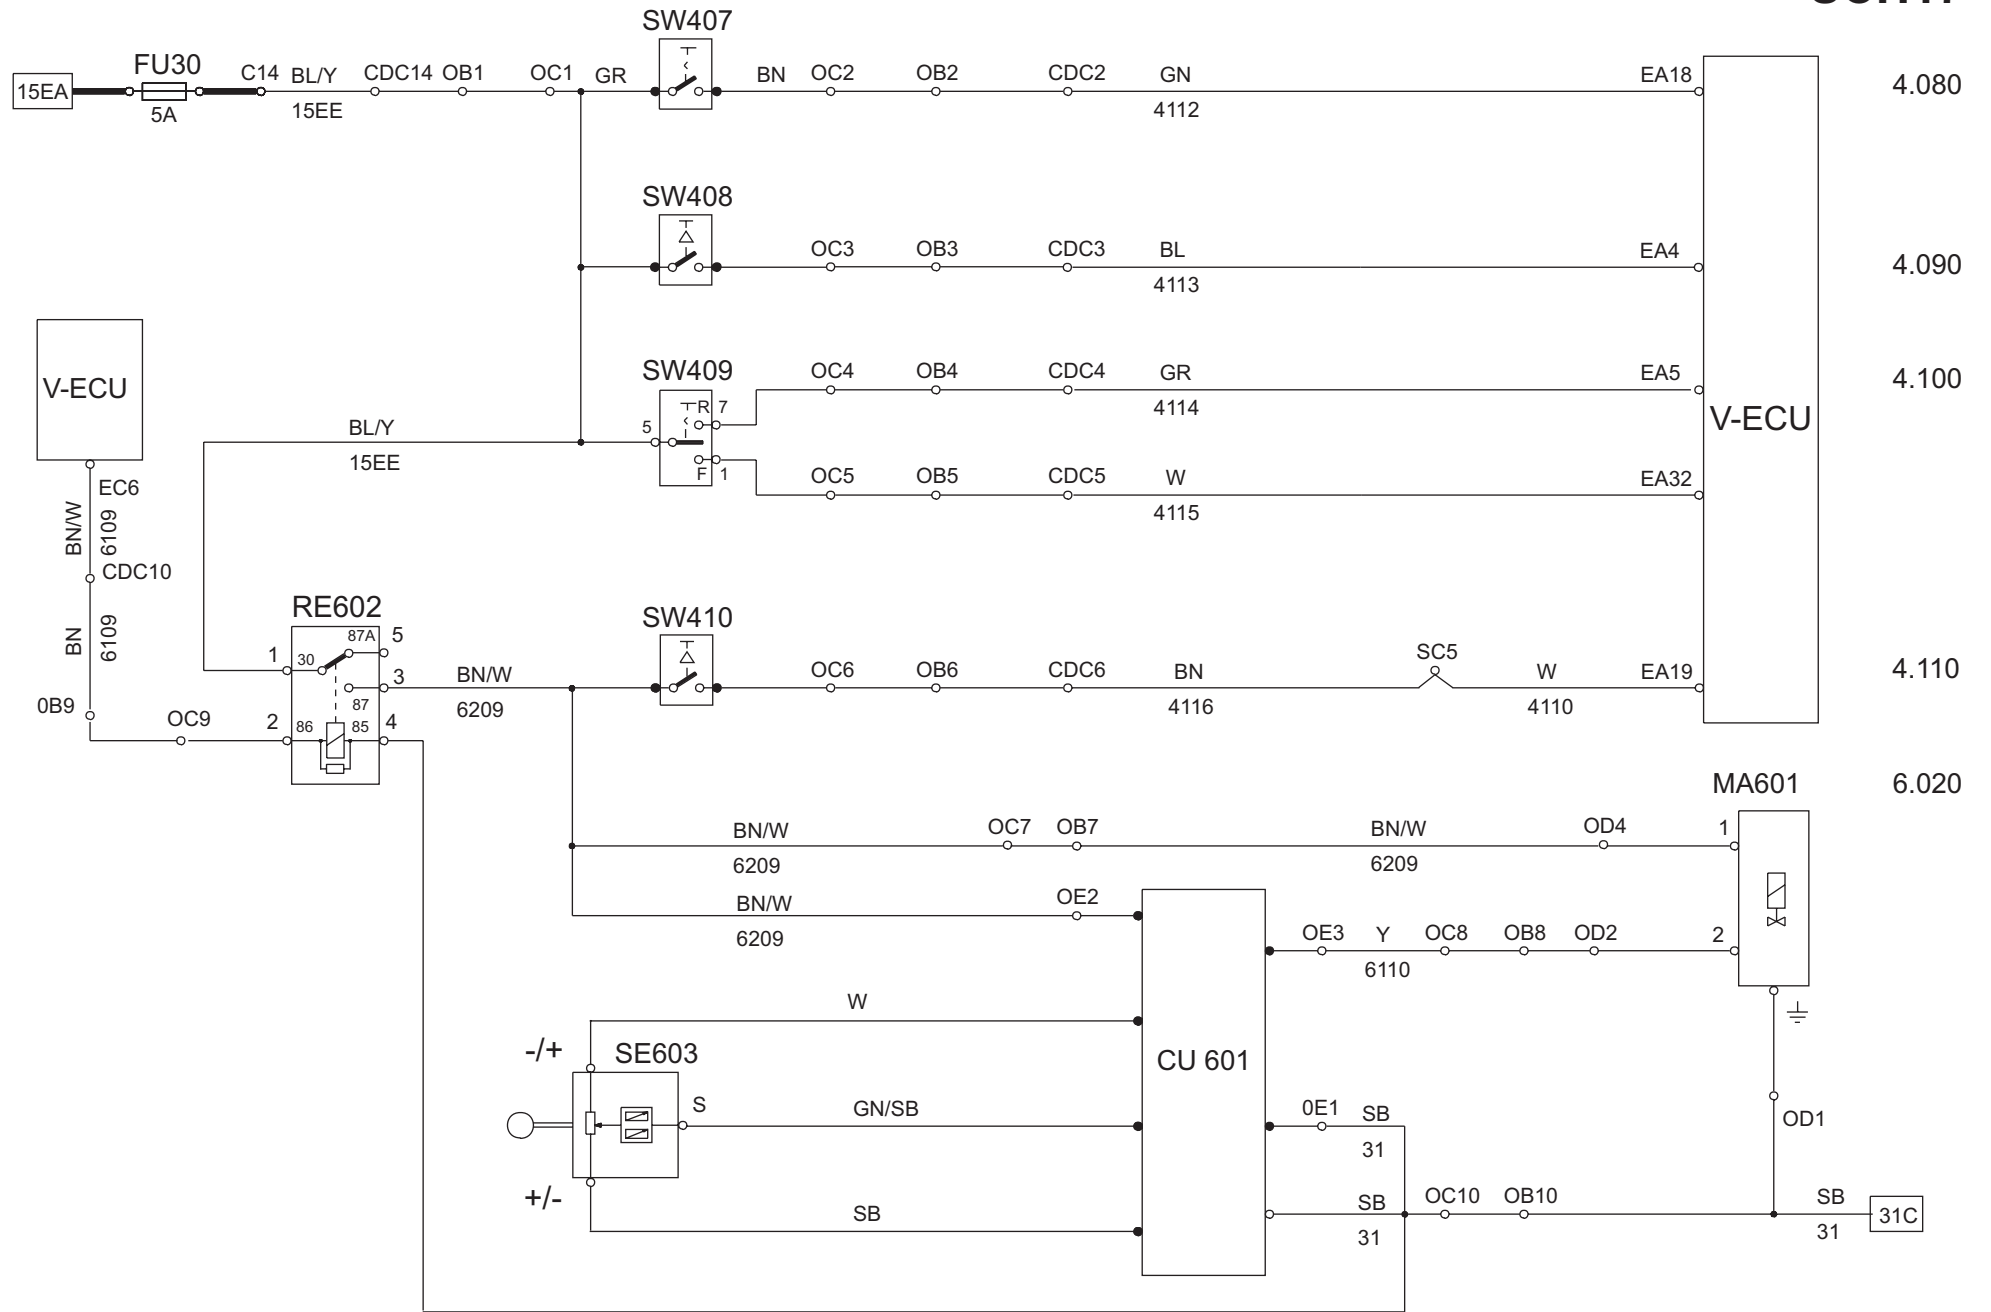 SW407
FU30
15EA
C14 BL/Y CDC14 OB1 OC1 GR BN OC2 OB2 CDC2 GN EA18 4.080
5A 15EE 4112
SW408
OC3 OB3 CDC3 BL EA4 4.090
4113
V-ECU
SW409
OC4 OB4 CDC4 GR EA5 4.100
R 7
4114
V-ECU
BL/Y 5
15EE
F 1
OC5 OB5 CDC5 W EA32
4115
EC6
BN/W 6109
CDC10
BN 6109
0B9
OC9
RE602
87A 5
1 30
3
87
2 86 85 4
BN/W
6209
SW410
OC6 OB6 CDC6 BN SC5 W EA19 4.110
4116 4110
MA601 6.020
BN/W OC7 OB7 BN/W OD4 1
6209 6209
BN/W OE2
6209
OE3 Y OC8 OB8 OD2 2
6110
W
-/+ SE603
CU 601
S GN/SB
0E1 SB
31
OD1
+/-
SB
SB OC10 OB10 SB
31 31
31C